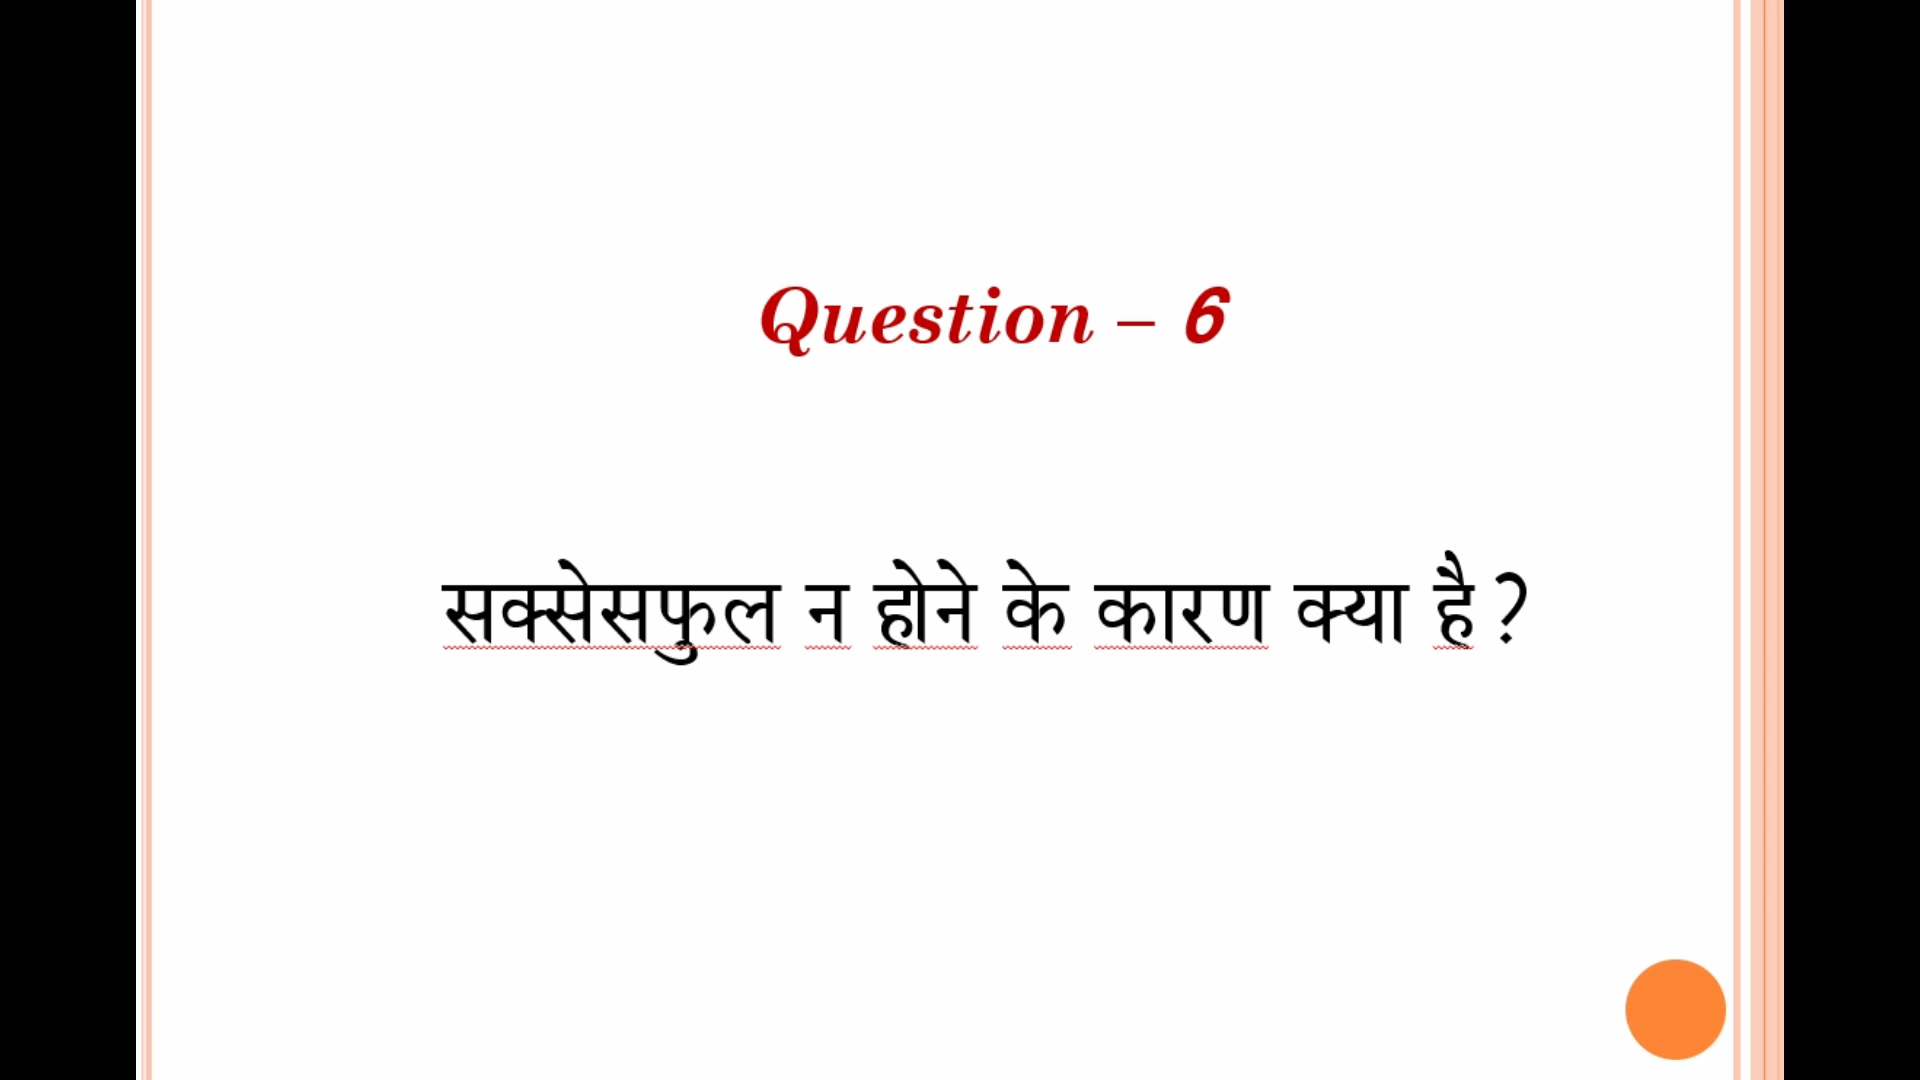 Question – 6
सक्सेसफुल न होने के कारण क्या है ?